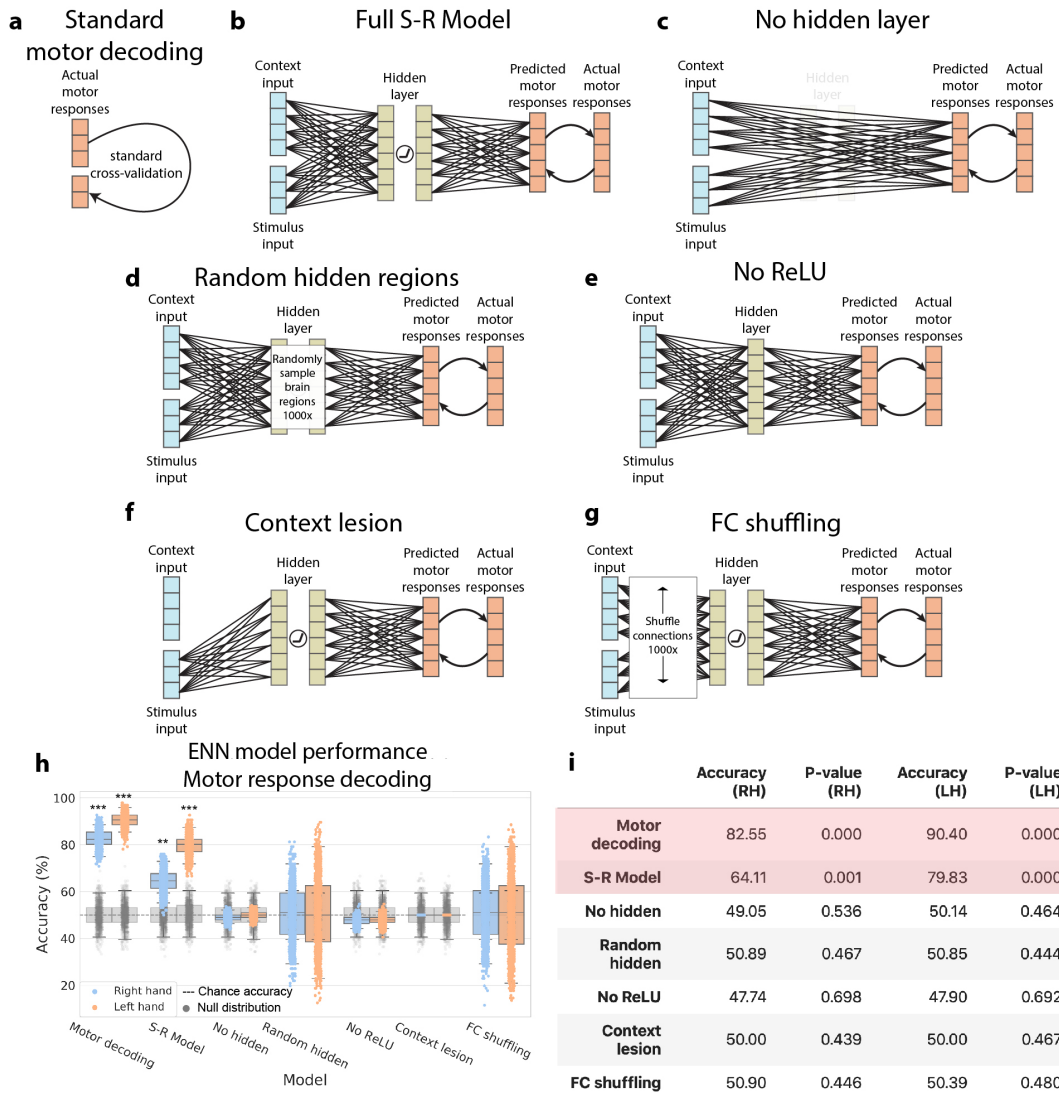 a
Standard
motor decoding
Actual
motor
responses
standard
cross-validation
b
Full S-R Model
Context
input
Hidden
layer
Predicted
motor
responses
Actual
motor
responses
Stimulus
input
c
No hidden layer
Context
input
Hidden
layer
Predicted
motor
responses
Actual
motor
responses
Stimulus
input
d
Random hidden regions
Context
input
Hidden
layer
Predicted
motor
responses
Actual
motor
responses
Randomly
sample
brain
regions
1000x
Stimulus
input
e
No ReLU
Context
input
Hidden
layer
Predicted
motor
responses
Actual
motor
responses
Stimulus
input
f
Context lesion
Context
input
Hidden
layer
Predicted
motor
responses
Actual
motor
responses
Stimulus
input
g
FC shuffling
Context
input
Hidden
layer
Predicted
motor
responses
Actual
motor
responses
Shuffle
connections
1000x
Stimulus
input
h
ENN model performance
Motor response decoding
Accuracy (%)
100
80
60
40
20
***
***
**
***
Right hand
Left hand
--- Chance accuracy
Null distribution
Motor decoding
S-R Model
No hidden
Random hidden
No ReLU
Context lesion
FC shuffling
Model
i
Accuracy (RH) P-value (RH) Accuracy (LH) P-value (LH)
Motor decoding 82.55 0.000 90.40 0.000
S-R Model 64.11 0.001 79.83 0.000
No hidden 49.05 0.536 50.14 0.464
Random hidden 50.89 0.467 50.85 0.444
No ReLU 47.74 0.698 47.90 0.692
Context lesion 50.00 0.439 50.00 0.467
FC shuffling 50.90 0.446 50.39 0.480